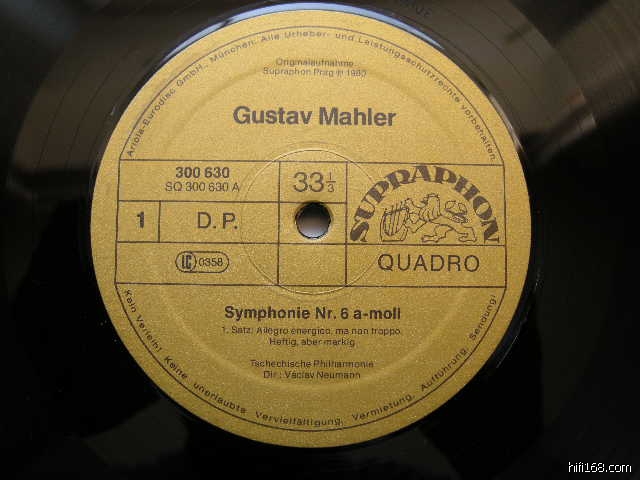 Ariola-Eurodisc GmbH., München. Alle Urheber- und Leistungsschutzrechte vorbehalten.
Originalaufnahme
Supraphon Prag ℗ 1980
Gustav Mahler
300 630
SQ 300 630 A
33 1/3
SUPRAPHON
1
D.P.
LC 0358
QUADRO
Symphonie Nr. 6 a-moll
1. Satz: Allegro energico, ma non troppo.
Heftig, aber markig
Tschechische Philharmonie
Dir.: Václav Neumann
Kein Verleih! Keine unerlaubte Vervielfältigung, Vermietung, Aufführung, Sendung!
hifi168.com